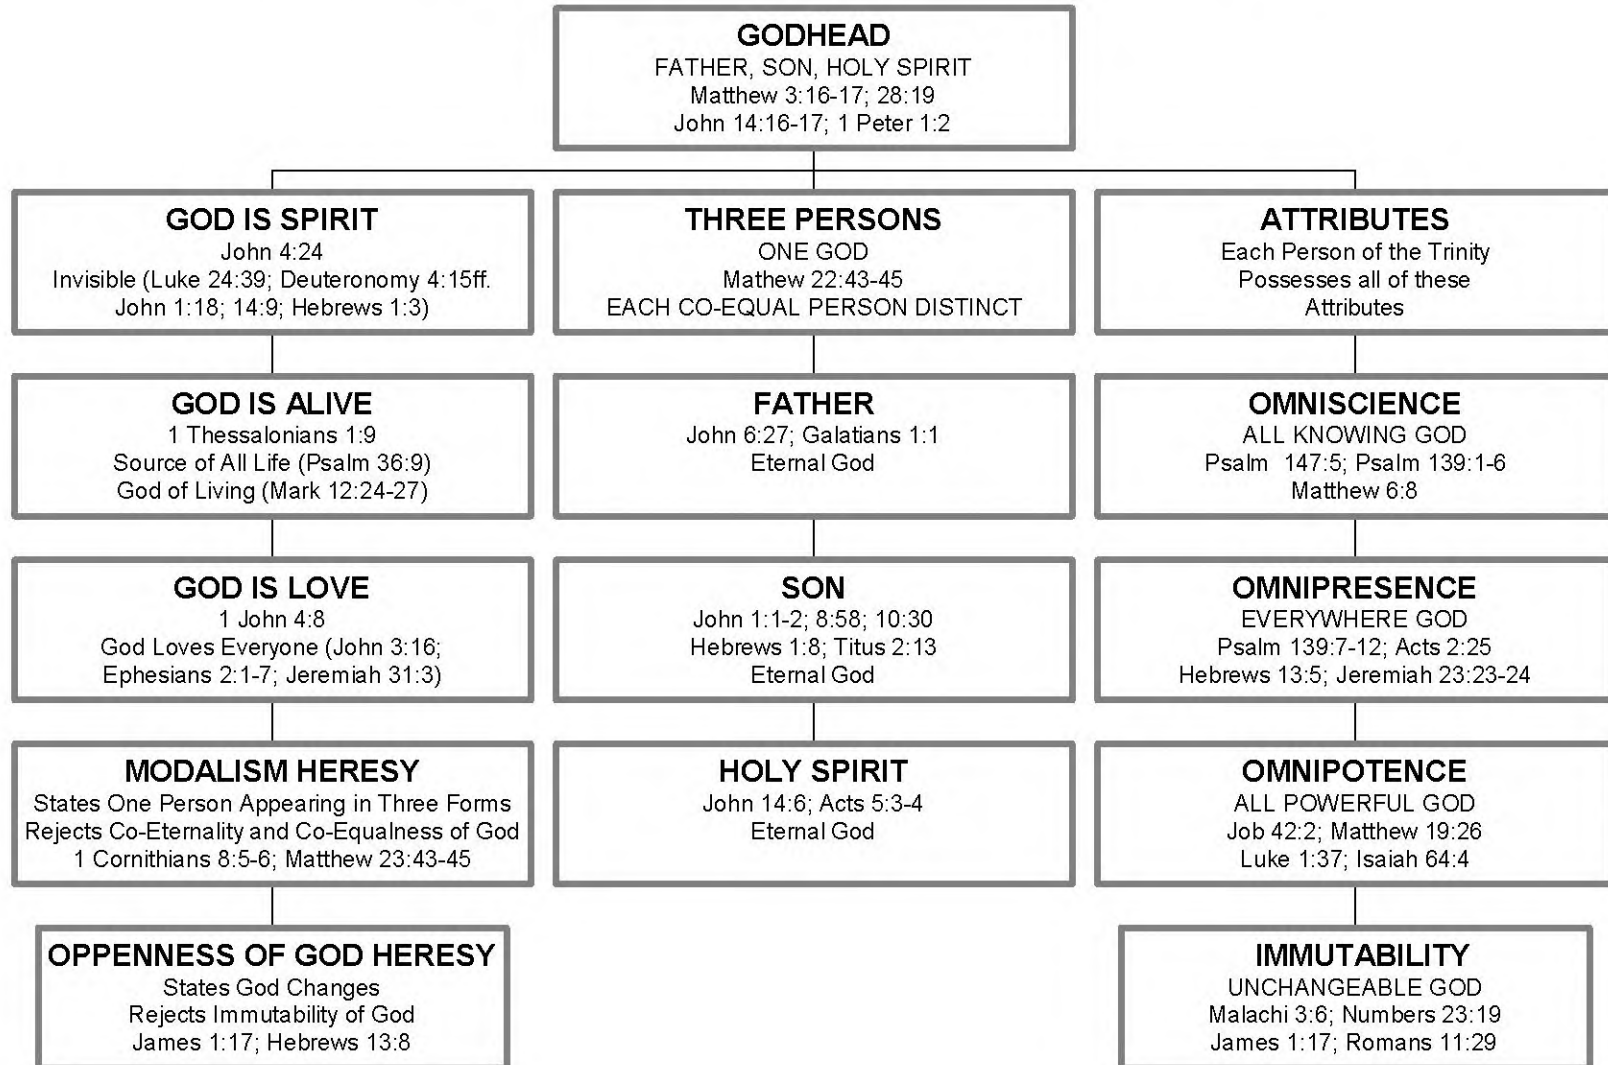 GODHEAD
FATHER, SON, HOLY SPIRIT
Matthew 3:16-17; 28:19
John 14:16-17; 1 Peter 1:2
GOD IS SPIRIT
John 4:24
Invisible (Luke 24:39; Deuteronomy 4:15ff.
John 1:18; 14:9; Hebrews 1:3)
THREE PERSONS
ONE GOD
Mathew 22:43-45
EACH CO-EQUAL PERSON DISTINCT
ATTRIBUTES
Each Person of the Trinity
Possesses all of these
Attributes
GOD IS ALIVE
1 Thessalonians 1:9
Source of All Life (Psalm 36:9)
God of Living (Mark 12:24-27)
FATHER
John 6:27; Galatians 1:1
Eternal God
OMNISCIENCE
ALL KNOWING GOD
Psalm 147:5; Psalm 139:1-6
Matthew 6:8
GOD IS LOVE
1 John 4:8
God Loves Everyone (John 3:16;
Ephesians 2:1-7; Jeremiah 31:3)
SON
John 1:1-2; 8:58; 10:30
Hebrews 1:8; Titus 2:13
Eternal God
OMNIPRESENCE
EVERYWHERE GOD
Psalm 139:7-12; Acts 2:25
Hebrews 13:5; Jeremiah 23:23-24
MODALISM HERESY
States One Person Appearing in Three Forms
Rejects Co-Eternality and Co-Equalness of God
1 Cornithians 8:5-6; Matthew 23:43-45
HOLY SPIRIT
John 14:6; Acts 5:3-4
Eternal God
OMNIPOTENCE
ALL POWERFUL GOD
Job 42:2; Matthew 19:26
Luke 1:37; Isaiah 64:4
OPPENNESS OF GOD HERESY
States God Changes
Rejects Immutability of God
James 1:17; Hebrews 13:8
IMMUTABILITY
UNCHANGEABLE GOD
Malachi 3:6; Numbers 23:19
James 1:17; Romans 11:29